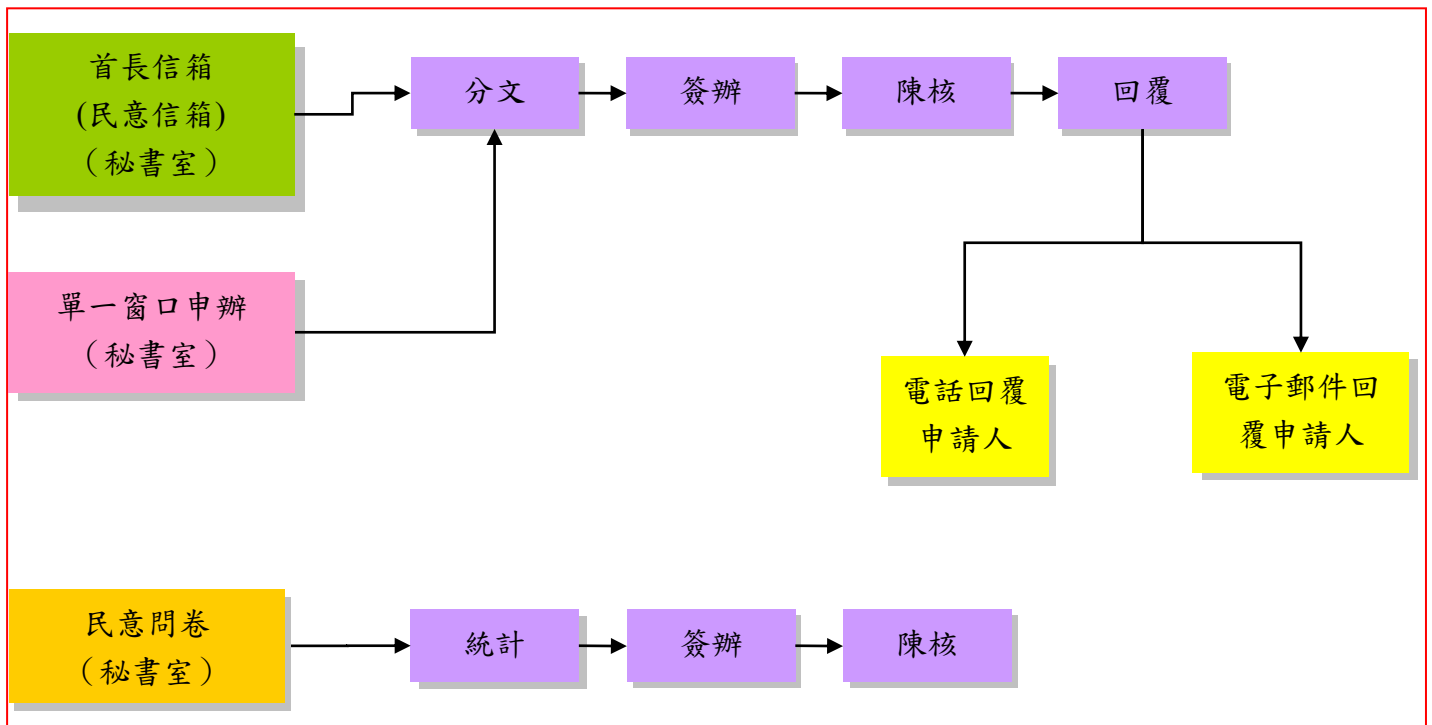 首長信箱
(民意信箱)
（秘書室）
分文
簽辦
陳核
回覆
單一窗口申辦
（秘書室）
電話回覆
申請人
電子郵件回
覆申請人
民意問卷
（秘書室）
統計
簽辦
陳核